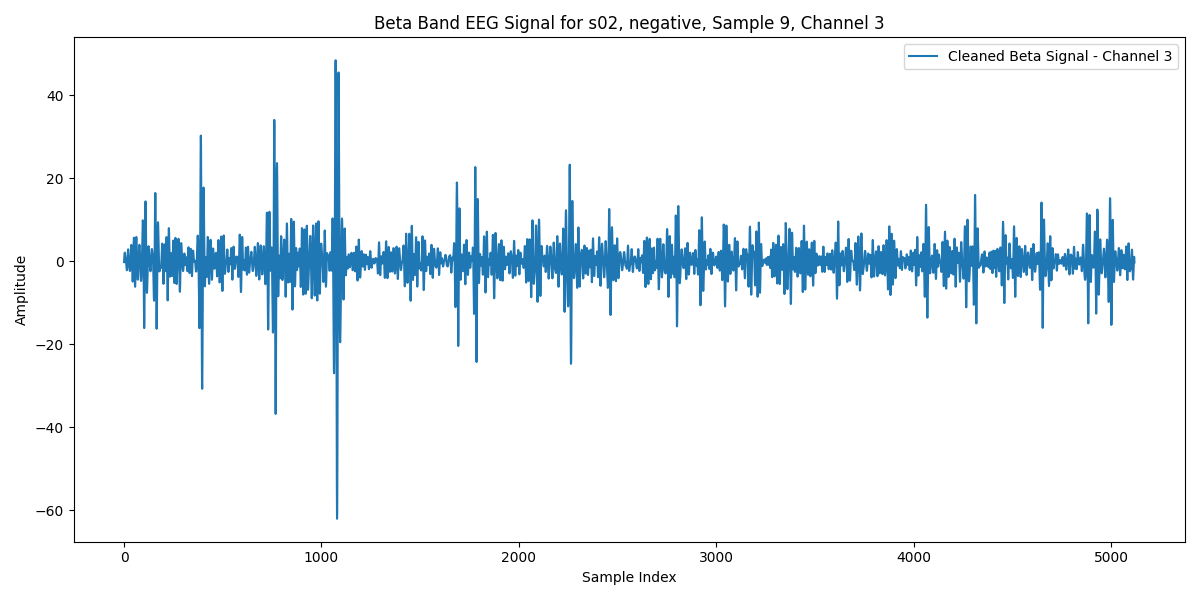 Beta Band EEG Signal for s02, negative, Sample 9, Channel 3
Cleaned Beta Signal - Channel 3
40
20
0
−20
−40
−60
Amplitude
0 1000 2000 3000 4000 5000
Sample Index